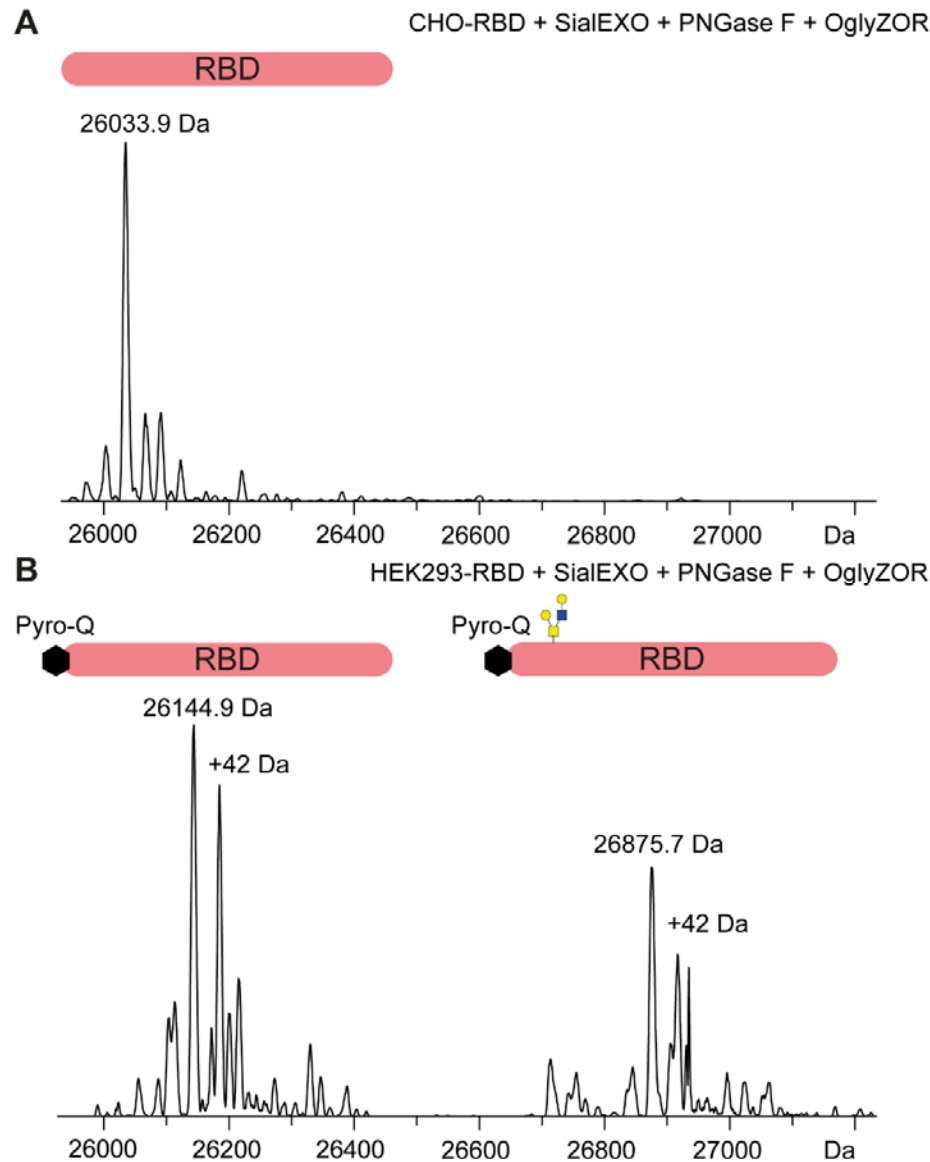 A
CHO-RBD + SialEXO + PNGase F + OglyZOR
RBD
26033.9 Da
26000 26200 26400 26600 26800 27000 Da
B
HEK293-RBD + SialEXO + PNGase F + OglyZOR
Pyro-Q Pyro-Q
RBD RBD
26144.9 Da
+42 Da
26875.7 Da
+42 Da
26000 26200 26400 26600 26800 27000 Da